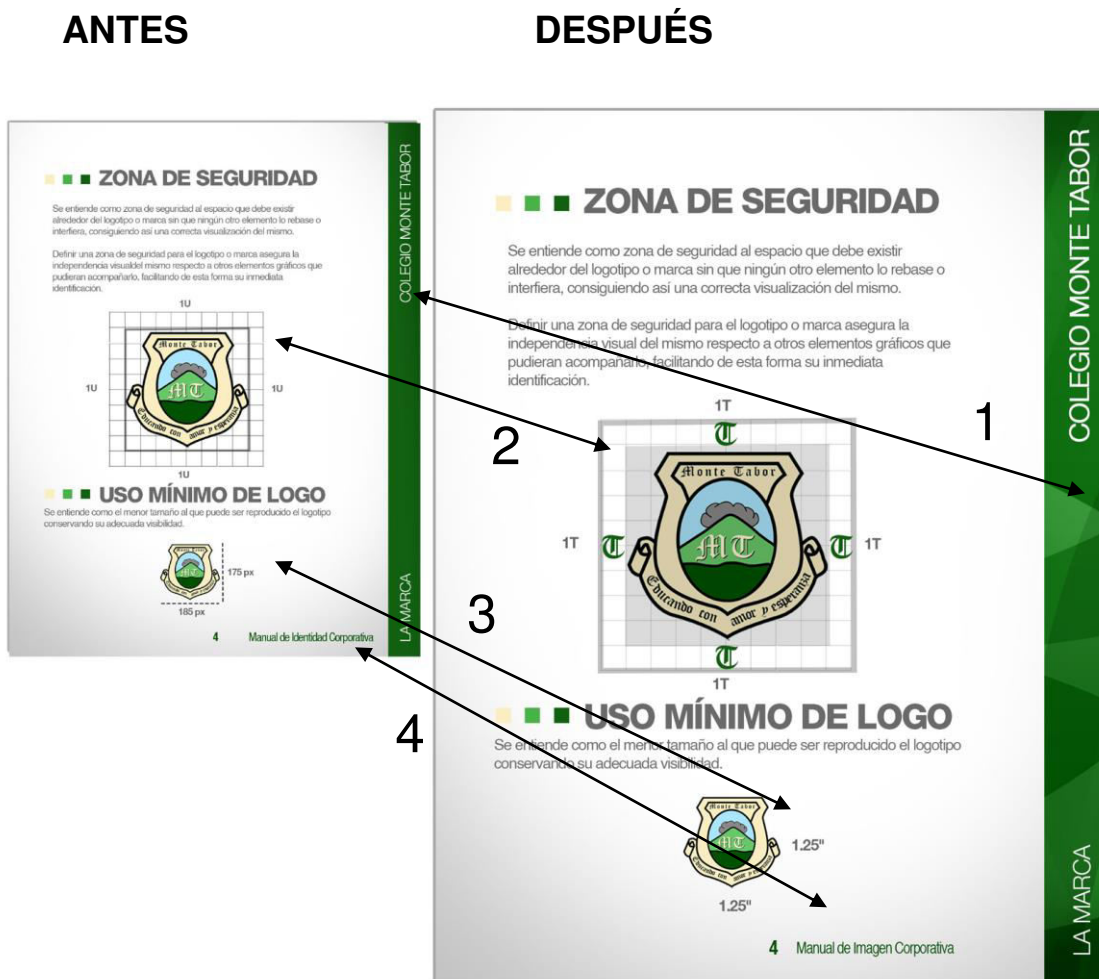 ANTES
DESPUÉS
ZONA DE SEGURIDAD
Se entiende como zona de seguridad al espacio que debe existir
alrededor del logotipo o marca sin que ningún otro elemento lo rebase o
interfiera, consiguiendo así una correcta visualización del mismo.
Definir una zona de seguridad para el logotipo o marca asegura la
independencia visualdel mismo respecto a otros elementos gráficos que
pudieran acompañarlo, facilitando de esta forma su inmediata
identificación.
1U
Monte Tabor
1U
MT
1U
Educando con amor y esperanza
1U
USO MÍNIMO DE LOGO
Se entiende como el menor tamaño al que puede ser reproducido el logotipo
conservando su adecuada visibilidad.
MT
175 px
185 px
4 Manual de Identidad Corporativa
COLEGIO MONTE TABOR
LA MARCA
1
2
3
4
ZONA DE SEGURIDAD
Se entiende como zona de seguridad al espacio que debe existir
alrededor del logotipo o marca sin que ningún otro elemento lo rebase o
interfiera, consiguiendo así una correcta visualización del mismo.
Definir una zona de seguridad para el logotipo o marca asegura la
independencia visual del mismo respecto a otros elementos gráficos que
pudieran acompañarlo, facilitando de esta forma su inmediata
identificación.
1T
T
Monte Tabor
1T T
MT
T 1T
Educando con amor y esperanza
T
1T
USO MÍNIMO DE LOGO
Se entiende como el menor tamaño al que puede ser reproducido el logotipo
conservando su adecuada visibilidad.
Monte Tabor
MT
1.25"
1.25"
4 Manual de Imagen Corporativa
COLEGIO MONTE TABOR
LA MARCA